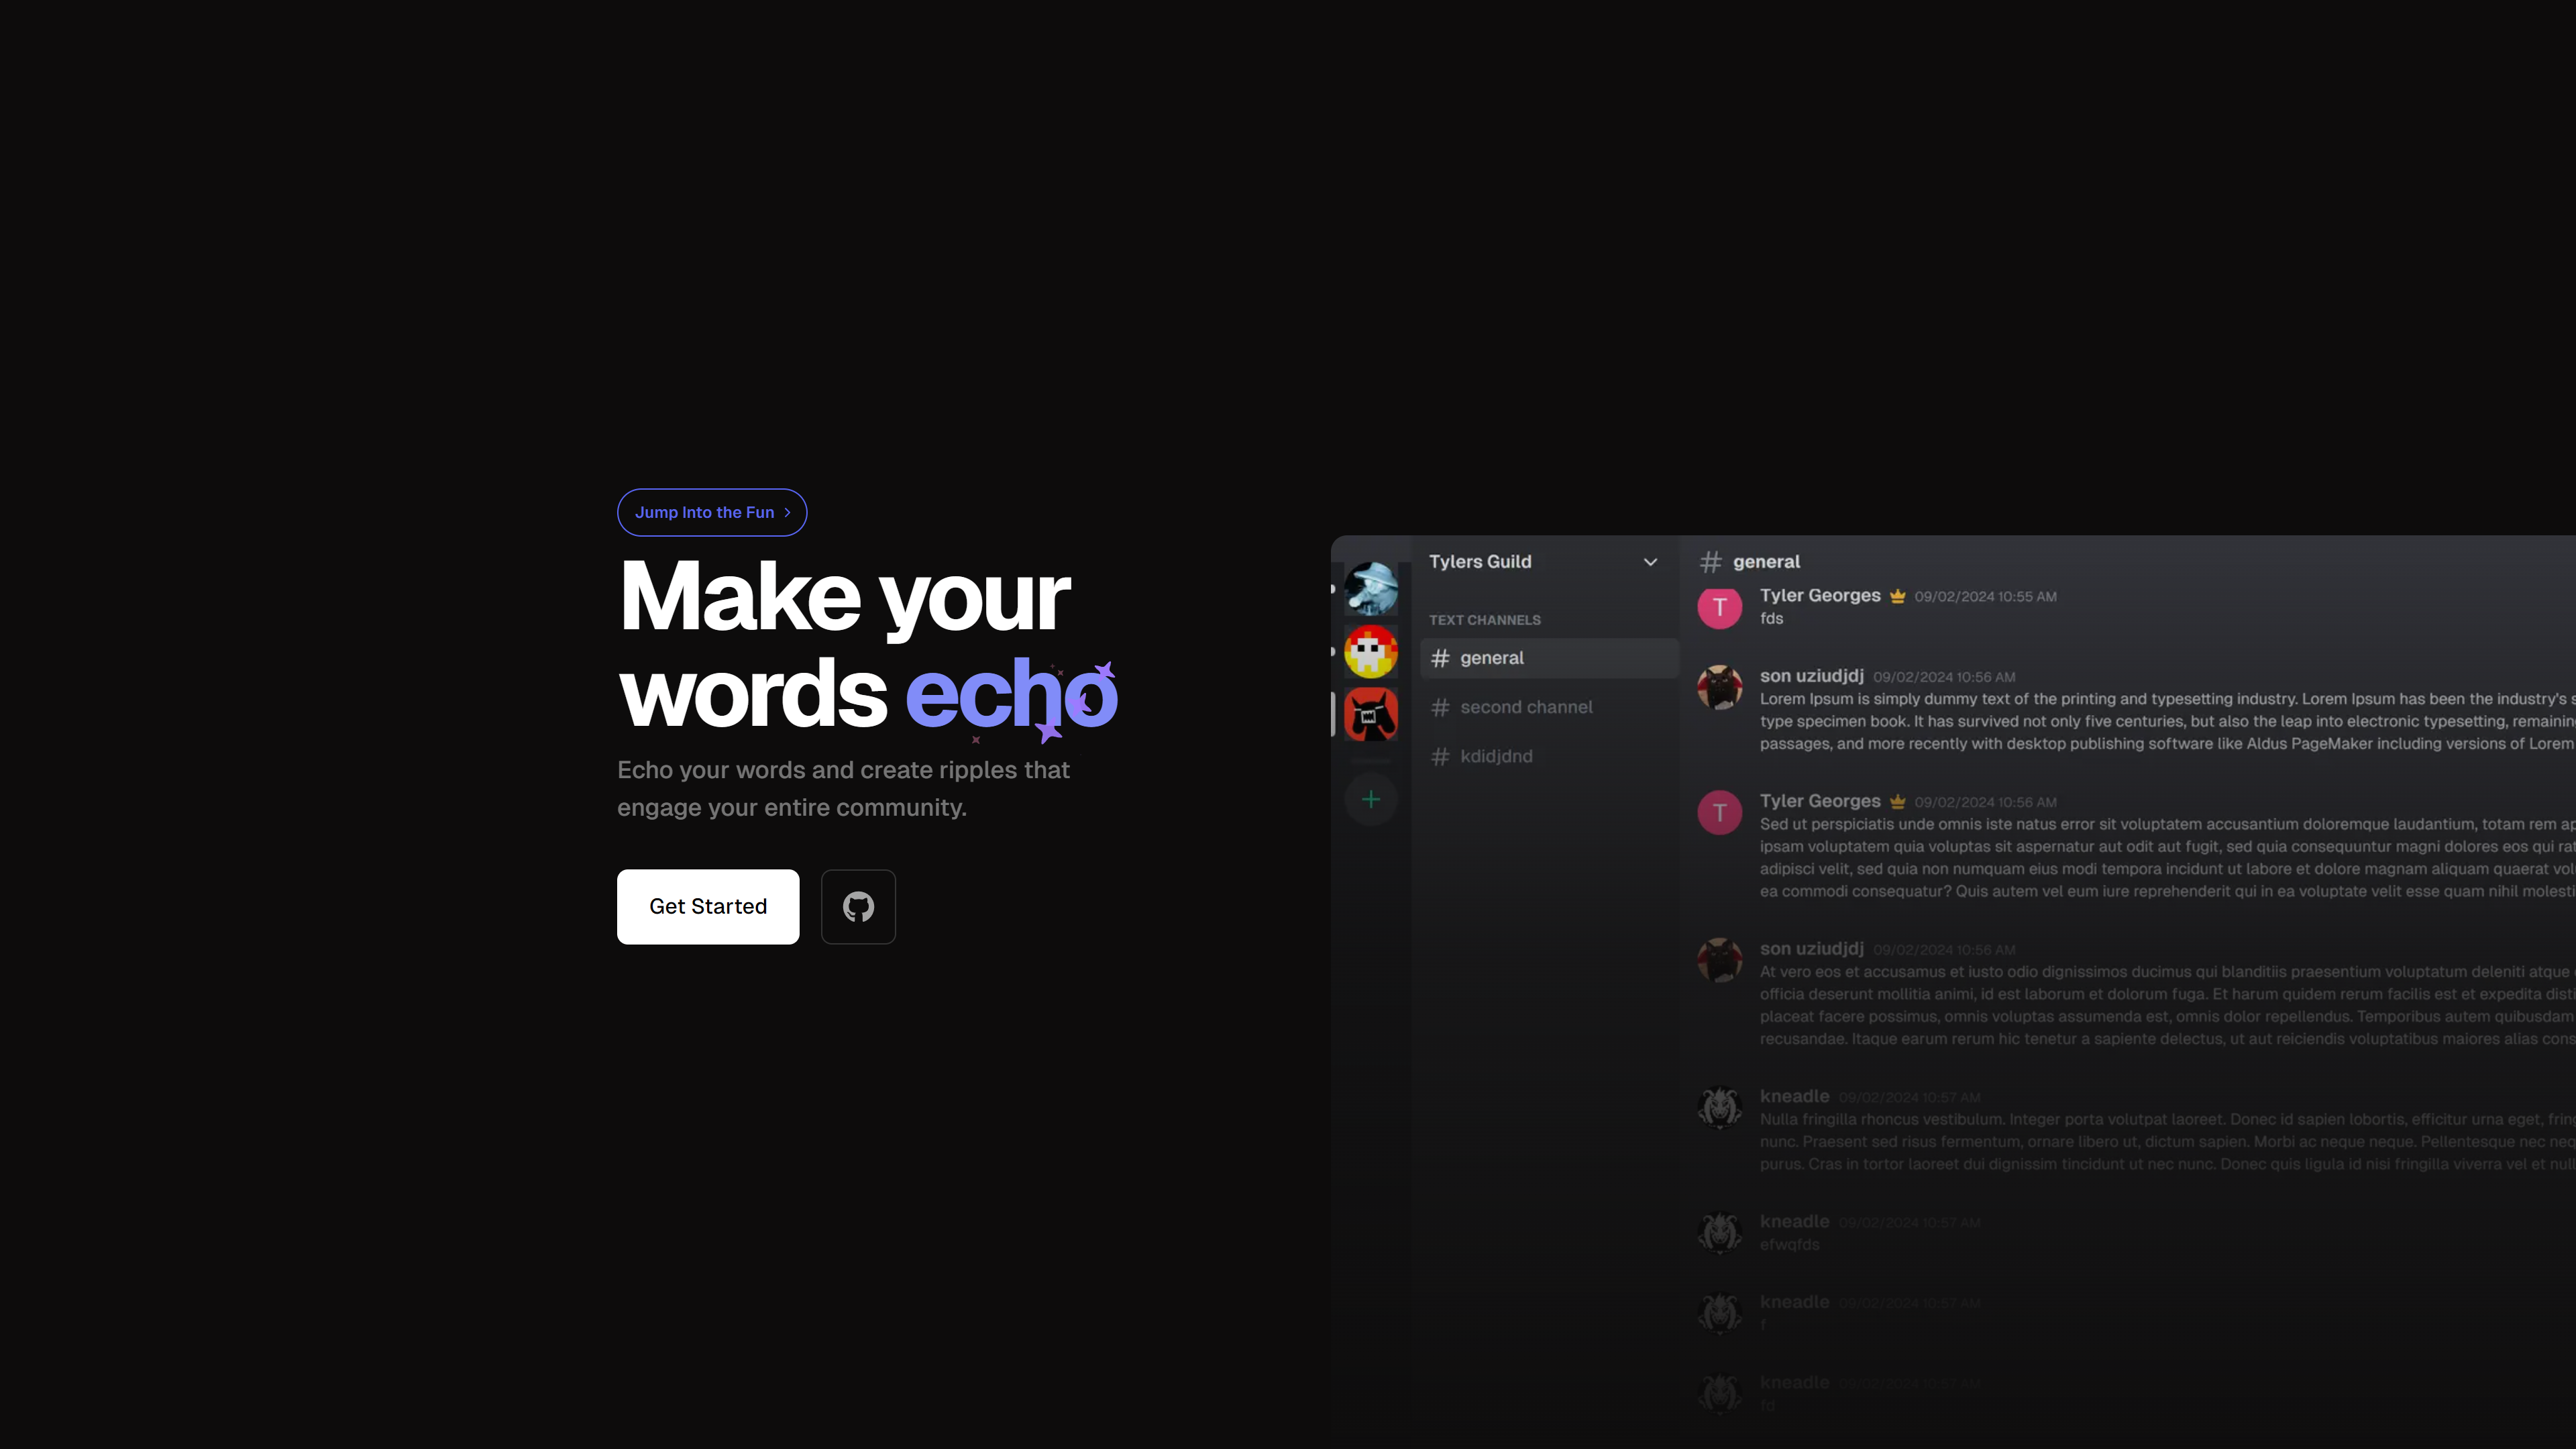 Jump Into the Fun
Make your
words echo
Echo your words and create ripples that
engage your entire community.
Get Started
Tylers Guild
TEXT CHANNELS
# general
# second channel
# kdidjdnd
# general
T
Tyler Georges 09/02/2024 10:55 AM
fds
son uziudjdj 09/02/2024 10:56 AM
Lorem Ipsum is simply dummy text of the printing and typesetting industry. Lorem Ipsum has been the industry's
type specimen book. It has survived not only five centuries, but also the leap into electronic typesetting, remaining
passages, and more recently with desktop publishing software like Aldus PageMaker including versions of Lorem
T
Tyler Georges 09/02/2024 10:56 AM
Sed ut perspiciatis unde omnis iste natus error sit voluptatem accusantium doloremque laudantium, totam rem ap
ipsam voluptatem quia voluptas sit aspernatur aut odit aut fugit, sed quia consequuntur magni dolores eos qui rat
adipisci velit, sed quia non numquam eius modi tempora incidunt ut labore et dolore magnam aliquam quaerat vol
ea commodi consequatur? Quis autem vel eum iure reprehenderit qui in ea voluptate velit esse quam nihil molesti
son uziudjdj 09/02/2024 10:56 AM
At vero eos et accusamus et iusto odio dignissimos ducimus qui blanditiis praesentium voluptatum deleniti atque
officia deserunt mollitia animi, id est laborum et dolorum fuga. Et harum quidem rerum facilis est et expedita disti
placeat facere possimus, omnis voluptas assumenda est, omnis dolor repellendus. Temporibus autem quibusdam
recusandae. Itaque earum rerum hic tenetur a sapiente delectus, ut aut reiciendis voluptatibus maiores alias cons
kneadle 09/02/2024 10:57 AM
Nulla fringilla rhoncus vestibulum. Integer porta volutpat laoreet. Donec id sapien lobortis, efficitur urna eget, fring
nunc. Praesent sed risus fermentum, ornare libero ut, dictum sapien. Morbi ac neque neque. Pellentesque nec neq
purus. Cras in tortor laoreet dui dignissim tincidunt ut nec nunc. Donec quis ligula id nisi fringilla viverra vel et null
kneadle 09/02/2024 10:57 AM
efwqfds
kneadle 09/02/2024 10:57 AM
f
kneadle 09/02/2024 10:57 AM
fd